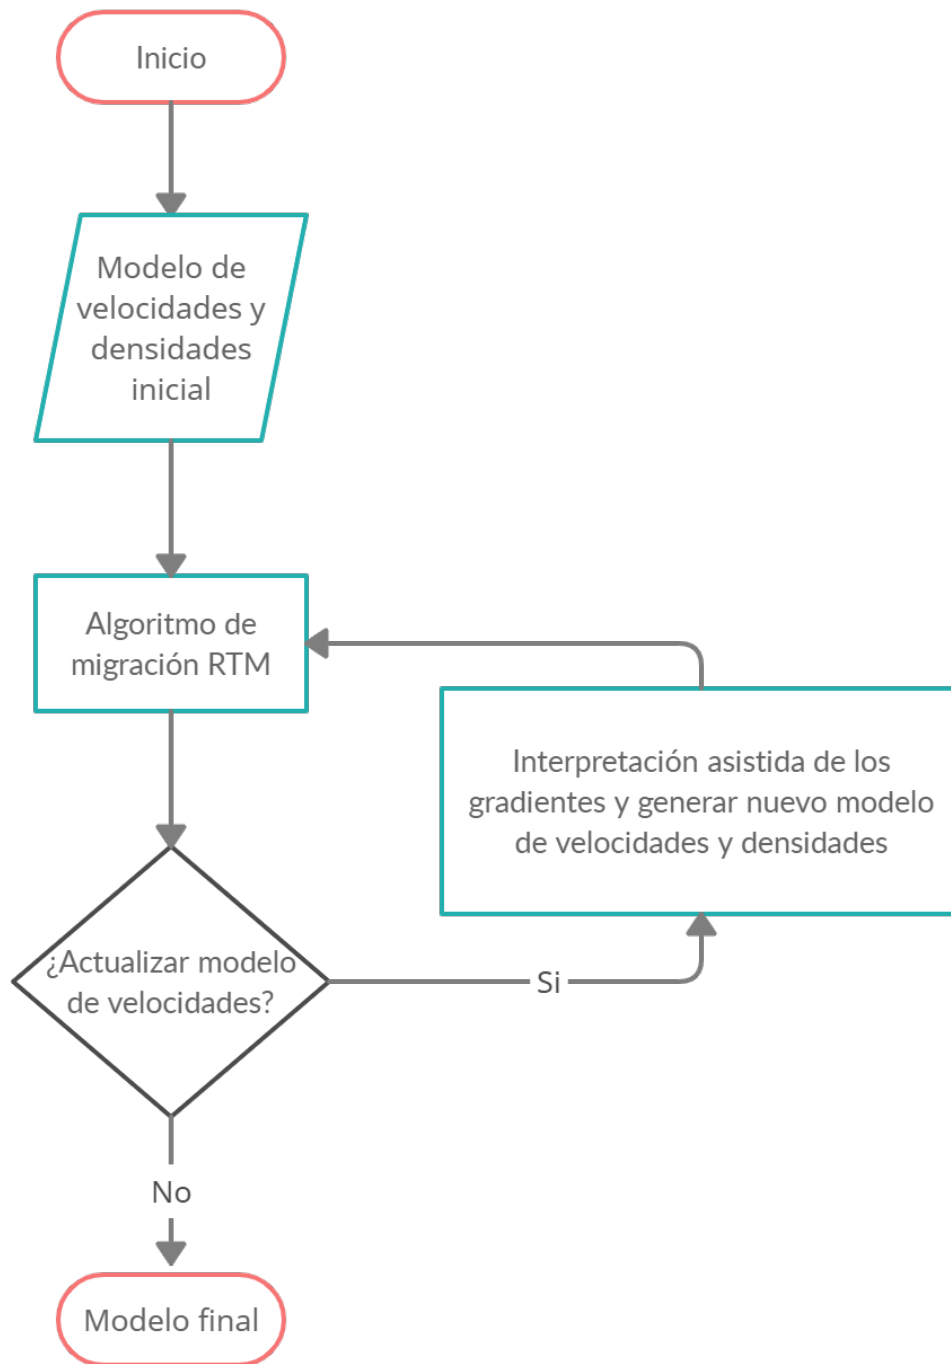 Inicio
Modelo de
velocidades y
densidades
inicial
Algoritmo de
migración RTM
Interpretación asistida de los
gradientes y generar nuevo modelo
de velocidades y densidades
¿Actualizar modelo
de velocidades?
Si
No
Modelo final